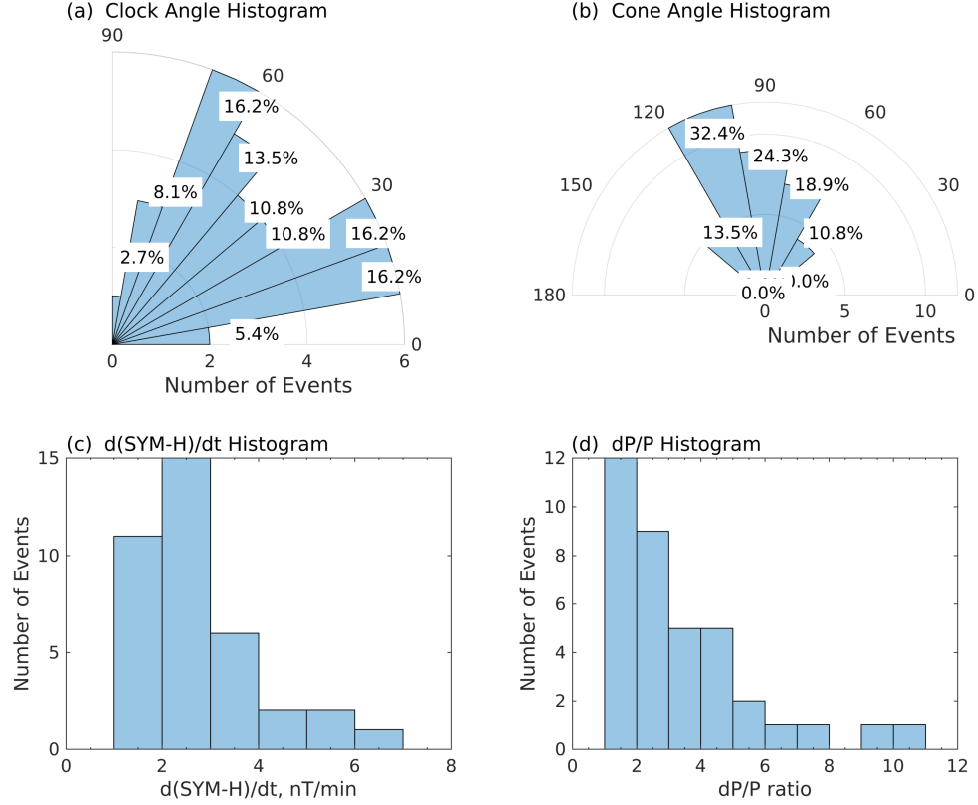 (a) Clock Angle Histogram
90
60
16.2%
13.5%
30
8.1%
10.8%
10.8%
16.2%
2.7%
16.2%
5.4%
0
0 2 4 6
Number of Events
(b) Cone Angle Histogram
90
120 60
32.4%
24.3%
150 18.9% 30
13.5% 10.8%
0.0%
180 0.0% 0
0 5 10 12
Number of Events
(c) d(SYM-H)/dt Histogram
15
10
5
0
Number of Events
0 2 4 6 8
d(SYM-H)/dt, nT/min
(d) dP/P Histogram
12
10
8
6
4
2
0
Number of Events
0 2 4 6 8 10 12
dP/P ratio